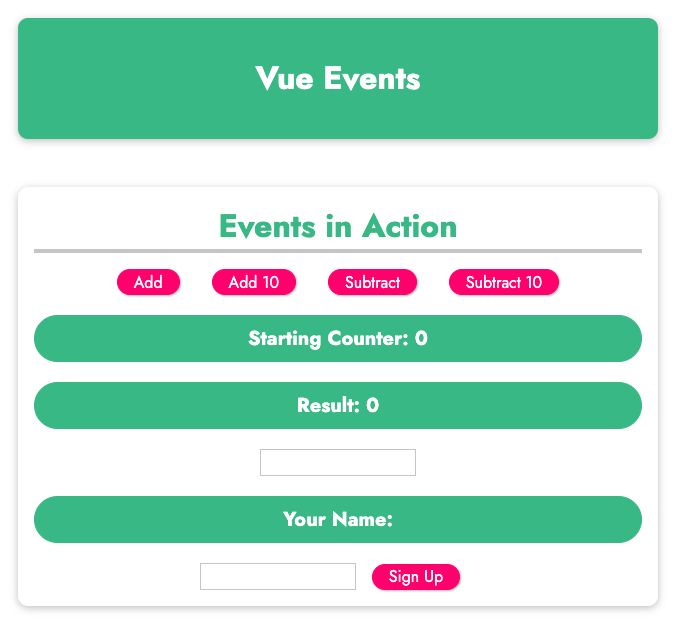 Vue Events
Events in Action
Add Add 10 Subtract Subtract 10
Starting Counter: 0
Result: 0
Your Name:
Sign Up